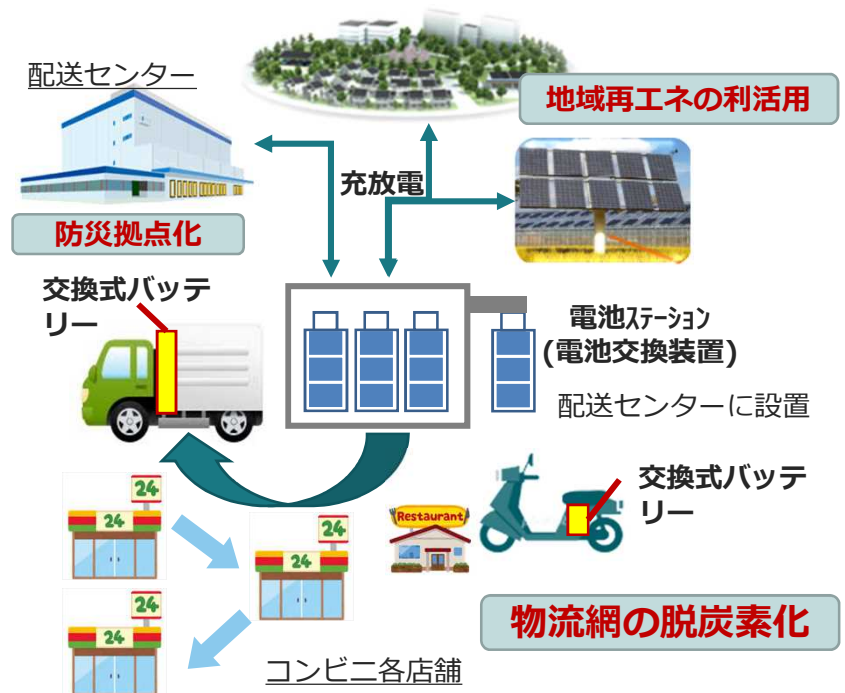 配送センター
地域再エネの利活用
充放電
防災拠点化
交換式バッテ
リー
電池ｽﾃｰｼｮﾝ
(電池交換装置)
配送センターに設置
交換式バッテ
リー
24
24
24
24
Restaurant
24
24
物流網の脱炭素化
コンビニ各店舗